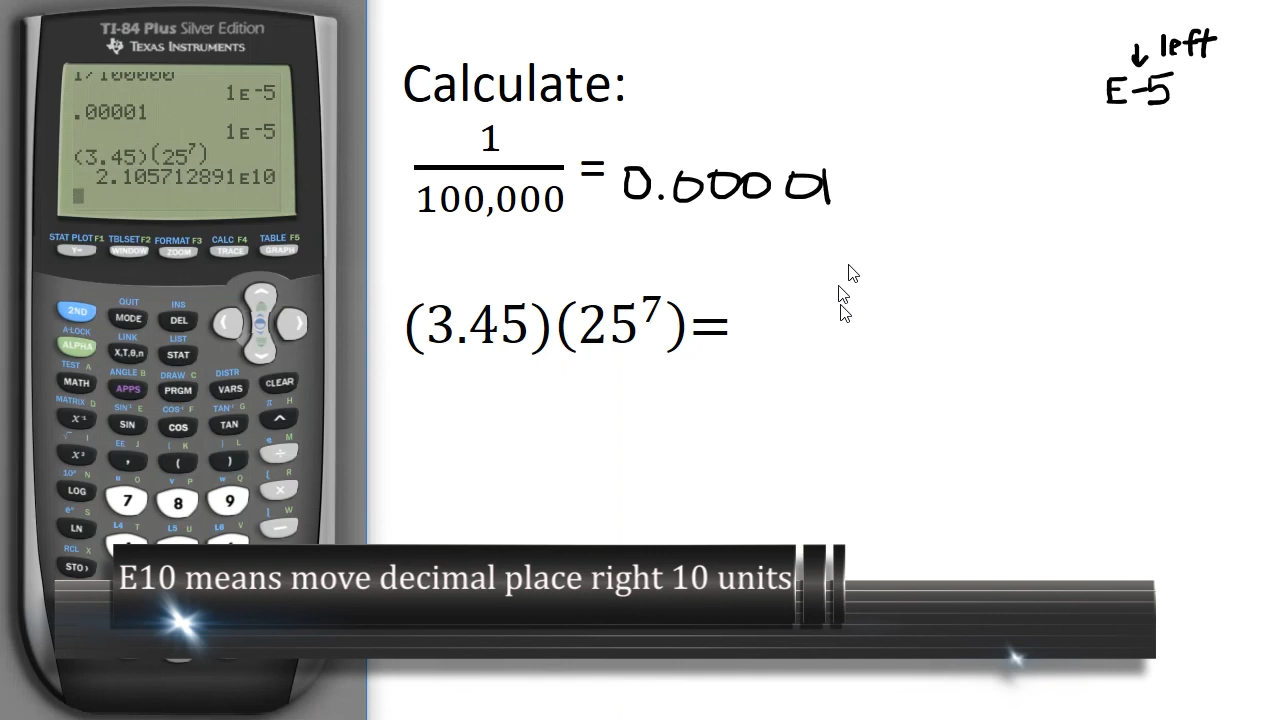 TI-84 Plus Silver Edition
TEXAS INSTRUMENTS
1/100000
1ᴇ-5
.00001
1ᴇ-5
(3.45)(25⁷)
2.105712891ᴇ10
STAT PLOT F1 TBLSET F2 FORMAT F3 CALC F4 TABLE F5
Y= WINDOW ZOOM TRACE GRAPH
QUIT INS
2ND MODE DEL
A-LOCK LINK LIST
ALPHA X,T,θ,n STAT
TEST A ANGLE B DRAW C DISTR
MATH APPS PRGM VARS CLEAR
MATRIX D SIN⁻¹ E COS⁻¹ F TAN⁻¹ G π H
X⁻¹ SIN COS TAN ^
√ I EE J { K } L e M
X² , ( ) ÷
10ˣ N u O v P w Q [ R
LOG 7 8 9 ×
eˣ S L4 T L5 U L6 V ] W
LN −
RCL X
STO›
Calculate:
1
100,000
= 0.00001
(3.45)(25⁷)=
left
↓
E-5
E10 means move decimal place right 10 units